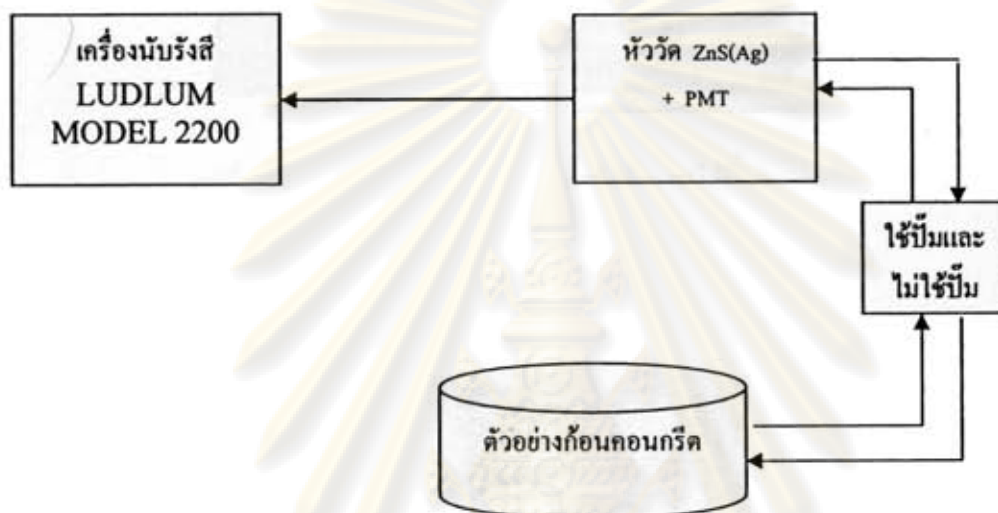 เครื่องนับรังสี
LUDLUM
MODEL 2200
หัววัด ZnS(Ag)
+ PMT
ใช้ปั๊มและ
ไม่ใช้ปั๊ม
ตัวอย่างก้อนคอนกรีต